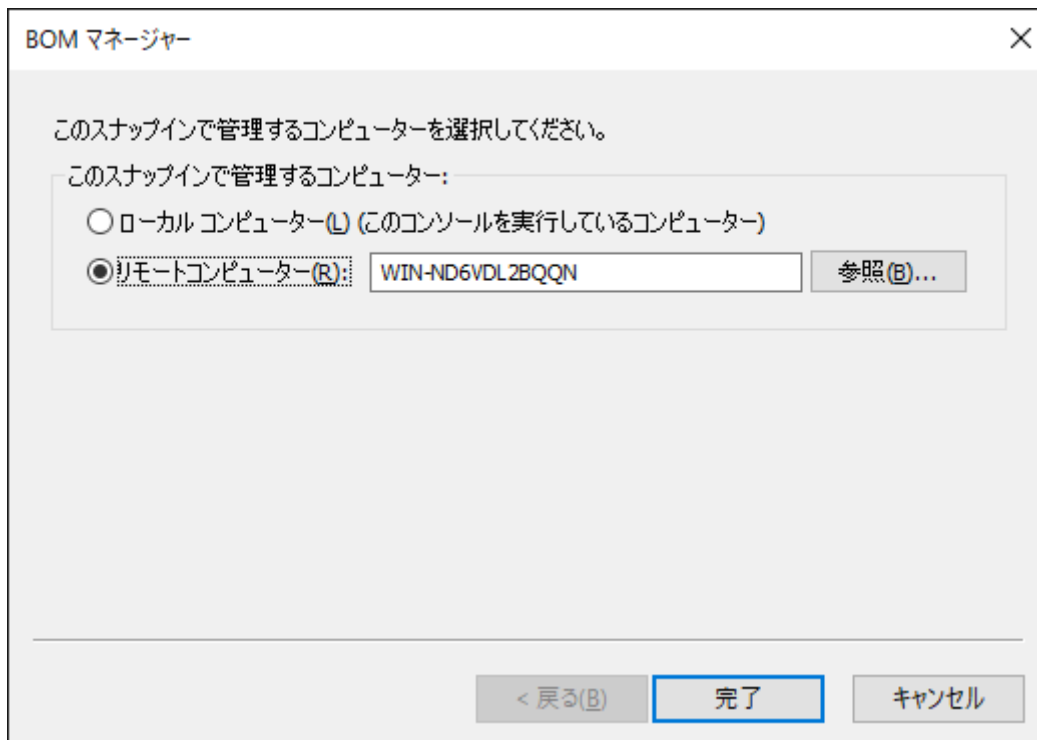 BOM マネージャー
このスナップインで管理するコンピューターを選択してください。
このスナップインで管理するコンピューター:
ローカル コンピューター(L) (このコンソールを実行しているコンピューター)
リモートコンピューター(R): WIN-ND6VDL2BQQN 参照(B)...
< 戻る(B) 完了 キャンセル